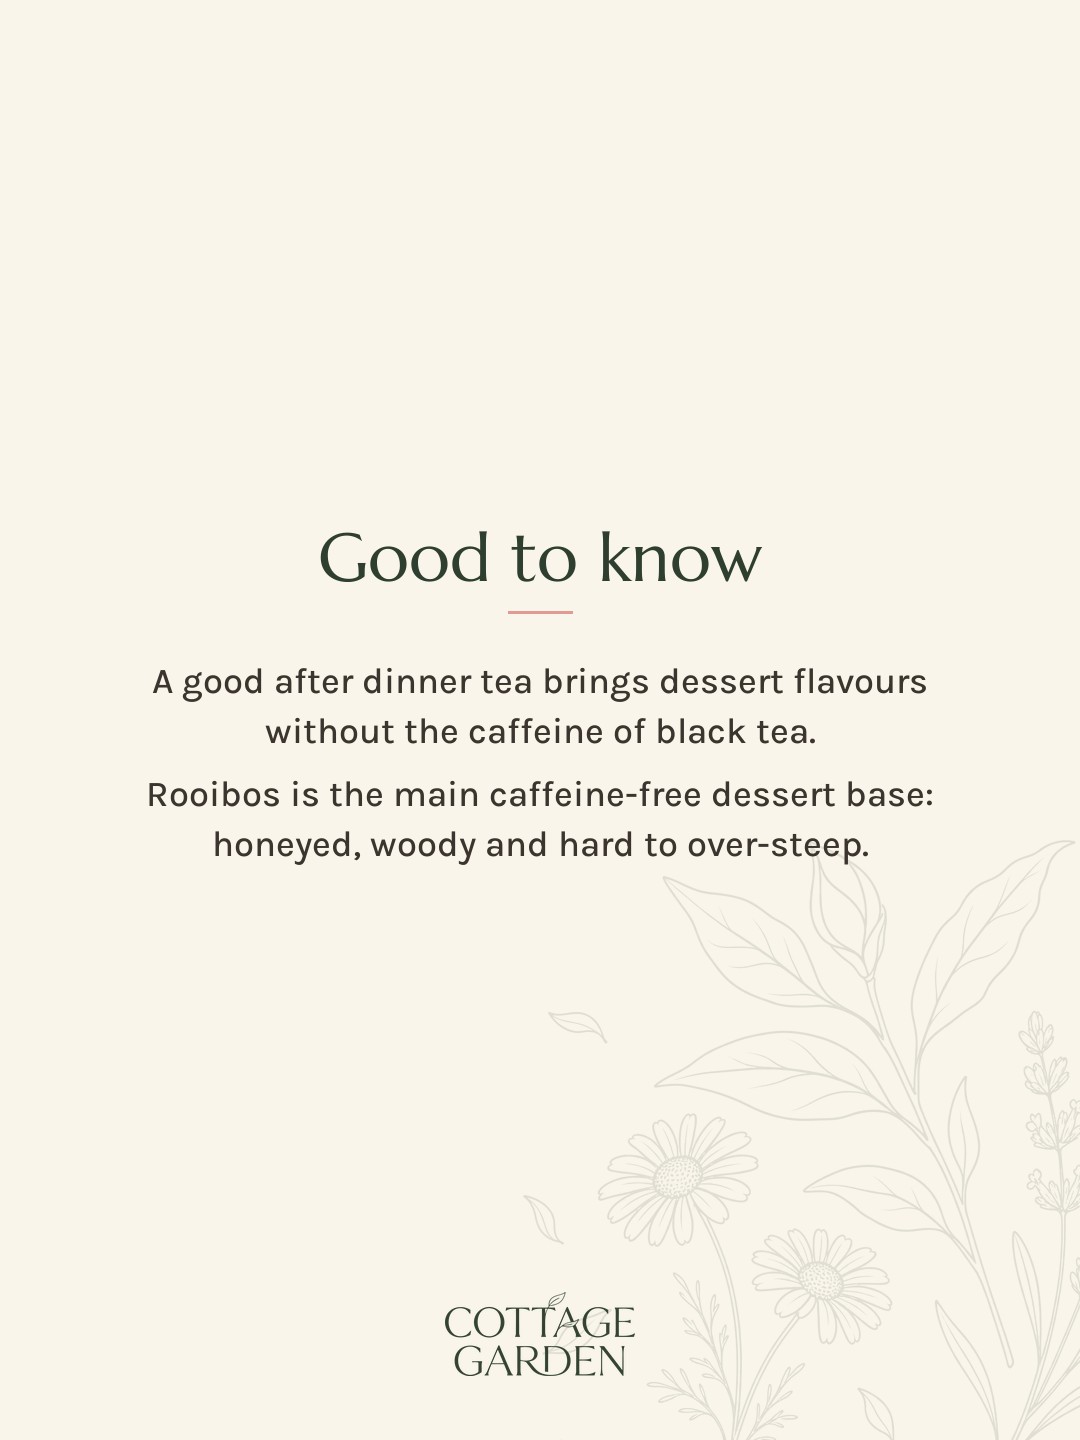 Good to know
A good after dinner tea brings dessert flavours
without the caffeine of black tea.
Rooibos is the main caffeine-free dessert base:
honeyed, woody and hard to over-steep.
COTTAGE
GARDEN